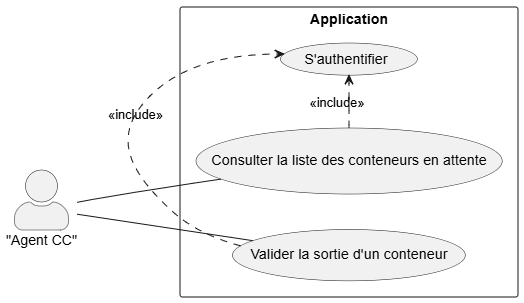 Application
S'authentifier
«include»
«include»
Consulter la liste des conteneurs en attente
"Agent CC"
Valider la sortie d'un conteneur